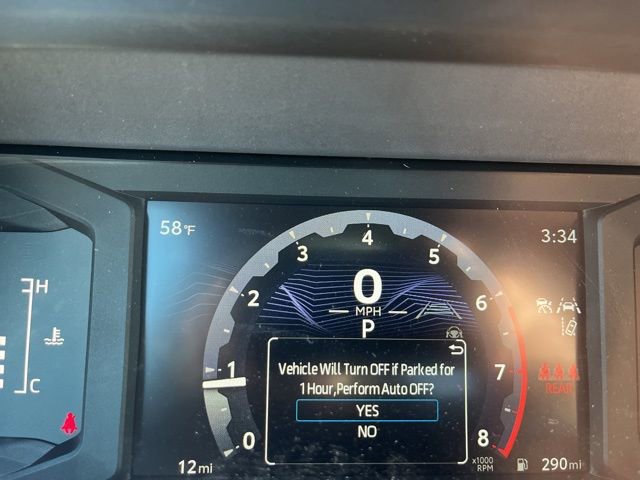 58°F
3:34
H
C
0
MPH
P
0
1
2
3
4
5
6
7
8
x1000
RPM
REAR
Vehicle Will Turn OFF if Parked for
1 Hour,Perform Auto OFF?
YES
NO
12mi
290mi